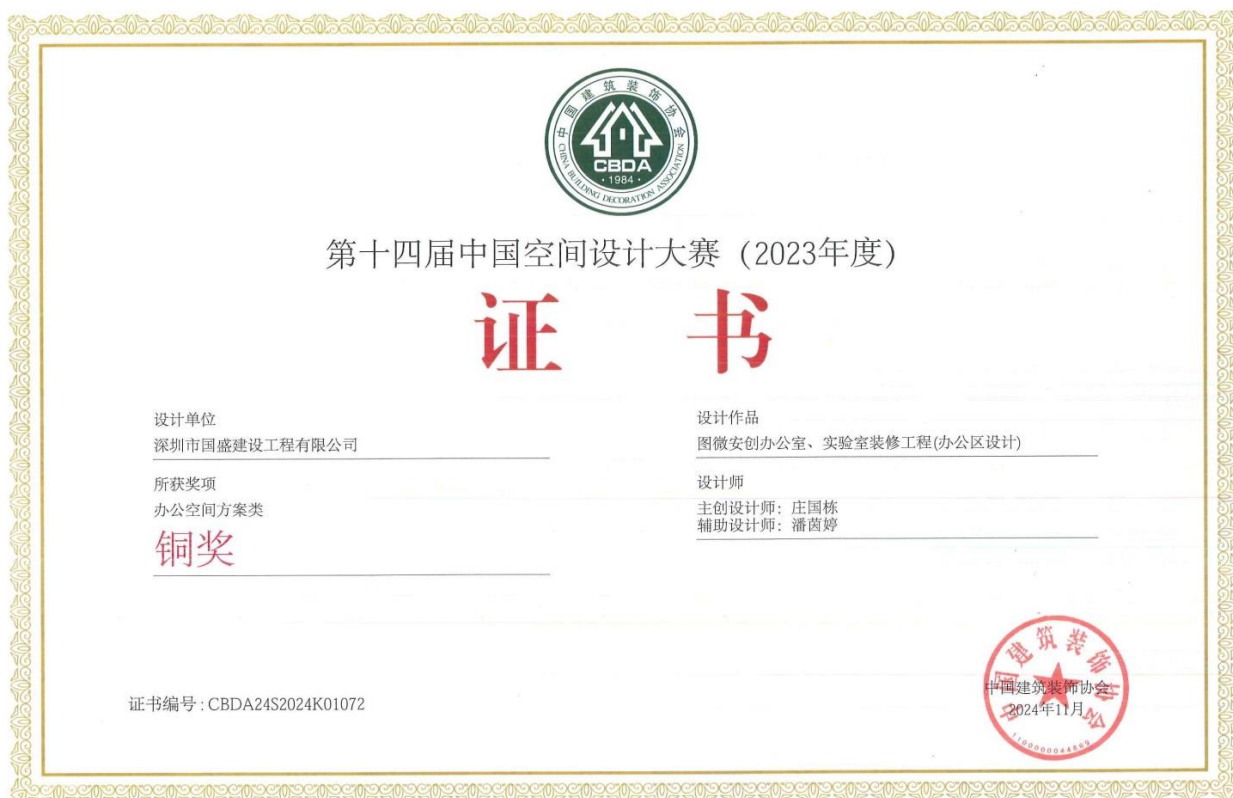 中国建筑装饰协会
CBDA
·1984·
CHINA BUILDING DECORATION ASSOCIATION
第十四届中国空间设计大赛（2023年度）
证 书
设计单位
深圳市国盛建设工程有限公司
所获奖项
办公空间方案类
铜奖
设计作品
图微安创办公室、实验室装修工程(办公区设计)
设计师
主创设计师：庄国栋
辅助设计师：潘茵婷
证书编号：CBDA24S2024K01072
中国建筑装饰协会
中国建筑装饰协会
2024年11月
1100000044869